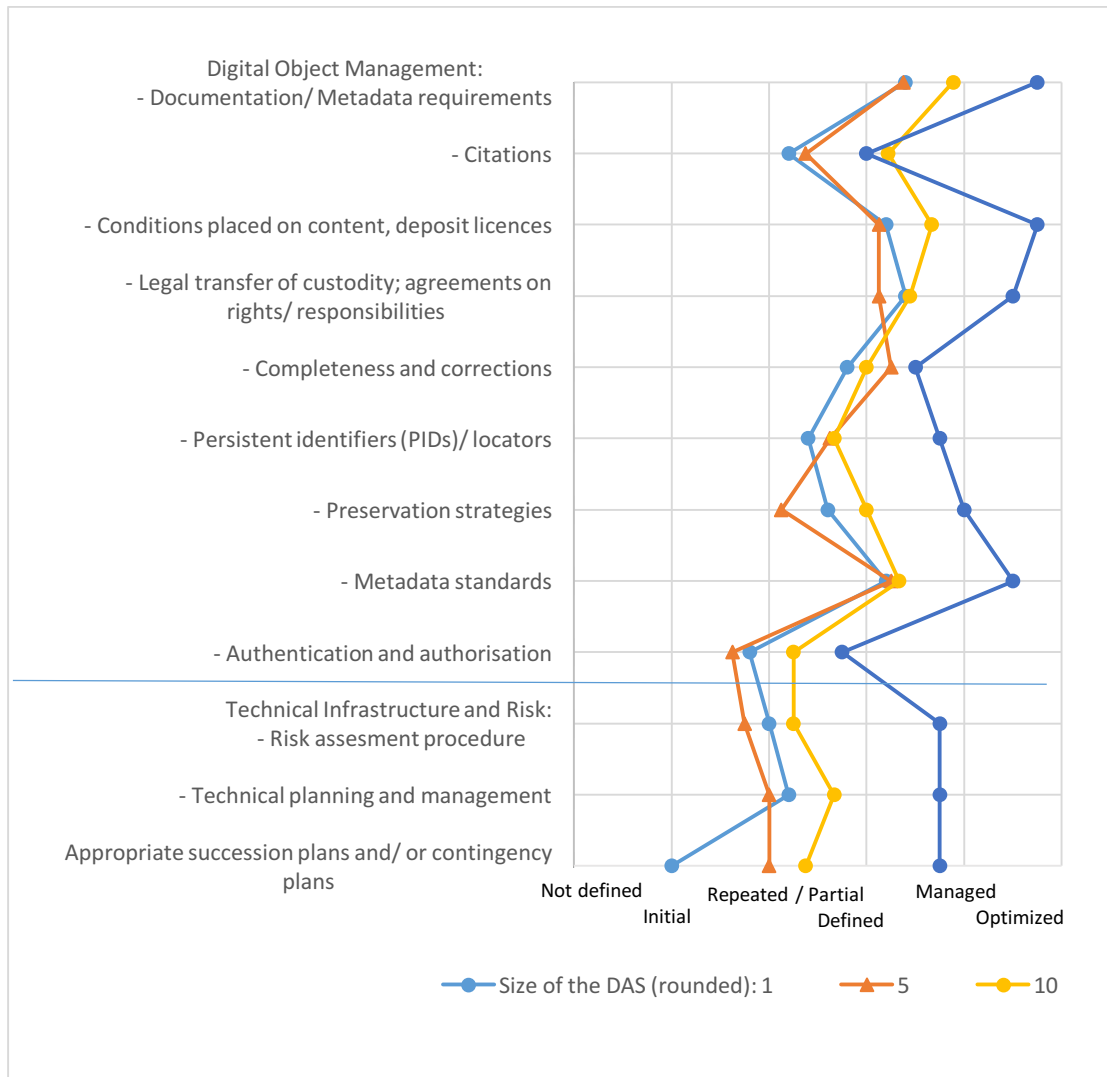 Digital Object Management:
- Documentation/ Metadata requirements
- Citations
- Conditions placed on content, deposit licences
- Legal transfer of custodity; agreements on
rights/ responsibilities
- Completeness and corrections
- Persistent identifiers (PIDs)/ locators
- Preservation strategies
- Metadata standards
- Authentication and authorisation
Technical Infrastructure and Risk:
- Risk assesment procedure
- Technical planning and management
Appropriate succession plans and/ or contingency
plans
Not defined
Initial
Repeated / Partial
Defined
Managed
Optimized
Size of the DAS (rounded): 1
5
10